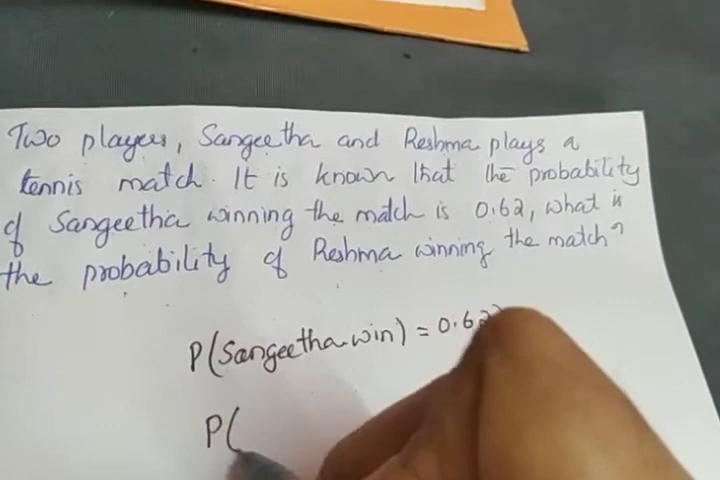 Two players, Sangeetha and Reshma plays a
tennis match. It is known that the probability
of Sangeetha winning the match is 0.62, what is
the probability of Reshma winning the match?
P(Sangeetha win) = 0.62
P(